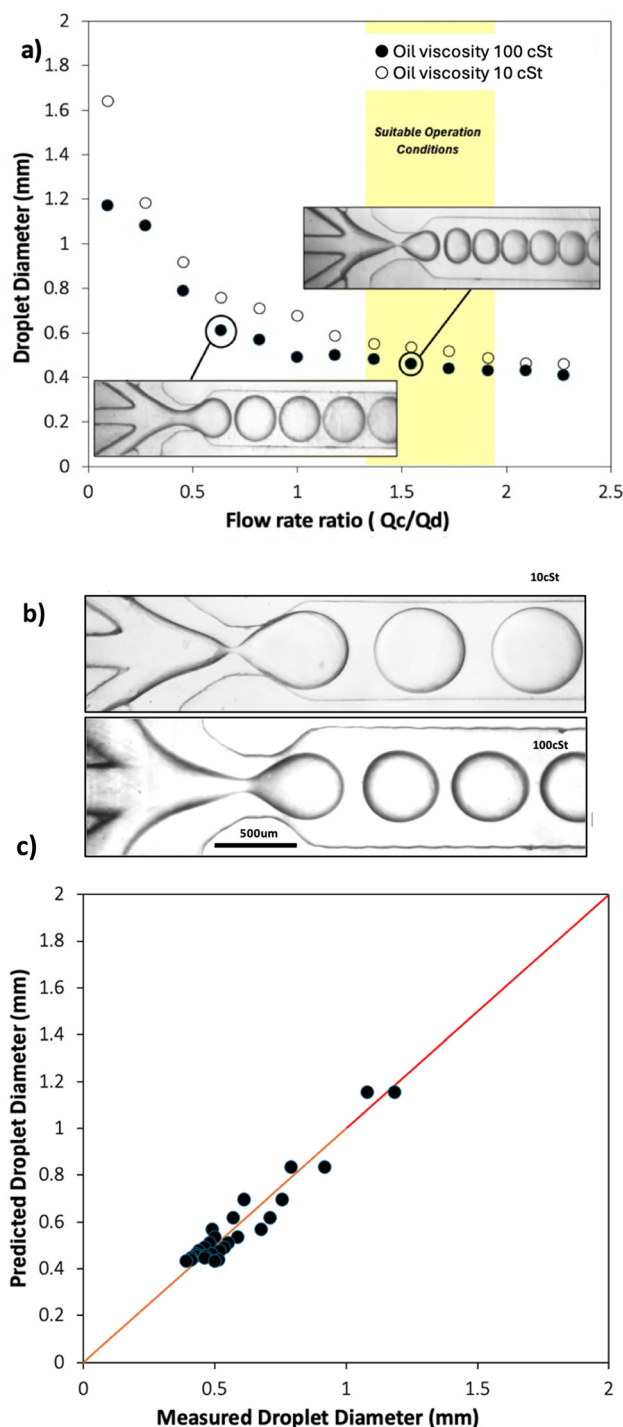 a)
Oil viscosity 100 cSt
Oil viscosity 10 cSt
Suitable Operation
Conditions
2
1.8
1.6
1.4
1.2
1
0.8
0.6
0.4
0.2
0
Droplet Diameter (mm)
0 0.5 1 1.5 2 2.5
Flow rate ratio ( Qc/Qd)
b)
10cSt
100cSt
500um
c)
2
1.8
1.6
1.4
1.2
1
0.8
0.6
0.4
0.2
0
Predicted Droplet Diameter (mm)
0 0.5 1 1.5 2
Measured Droplet Diameter (mm)